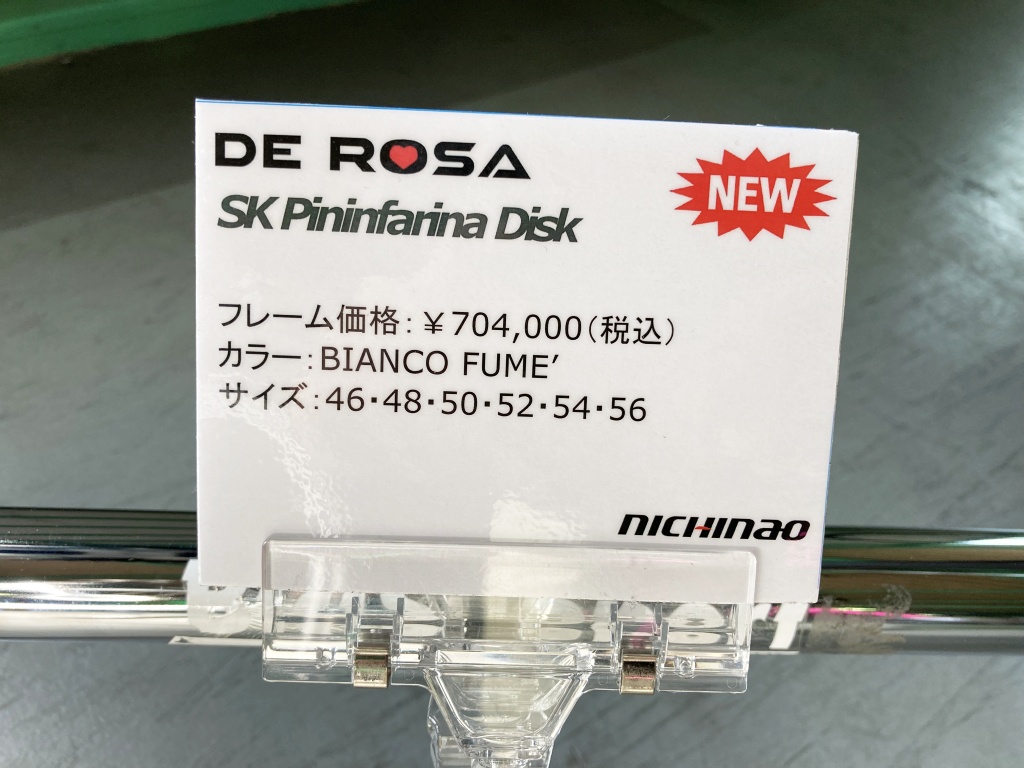 DE ROSA
NEW
SK Pininfarina Disk
フレーム価格：￥704,000（税込）
カラー：BIANCO FUME’
サイズ：46・48・50・52・54・56
NICHINAO